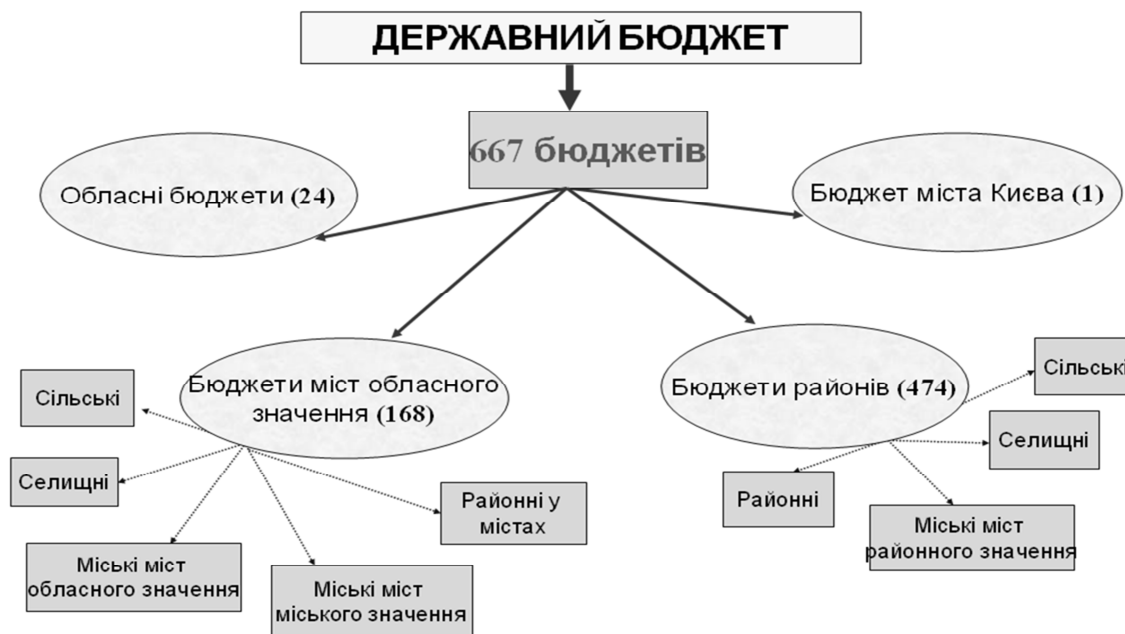 ДЕРЖАВНИЙ БЮДЖЕТ
667 бюджетів
Обласні бюджети (24)
Бюджет міста Києва (1)
Бюджети міст обласного
значення (168)
Бюджети районів (474)
Сільські
Селищні
Міські міст
обласного значення
Міські міст
міського значення
Районні у
містах
Сільські
Селищні
Районні
Міські міст
районного значення